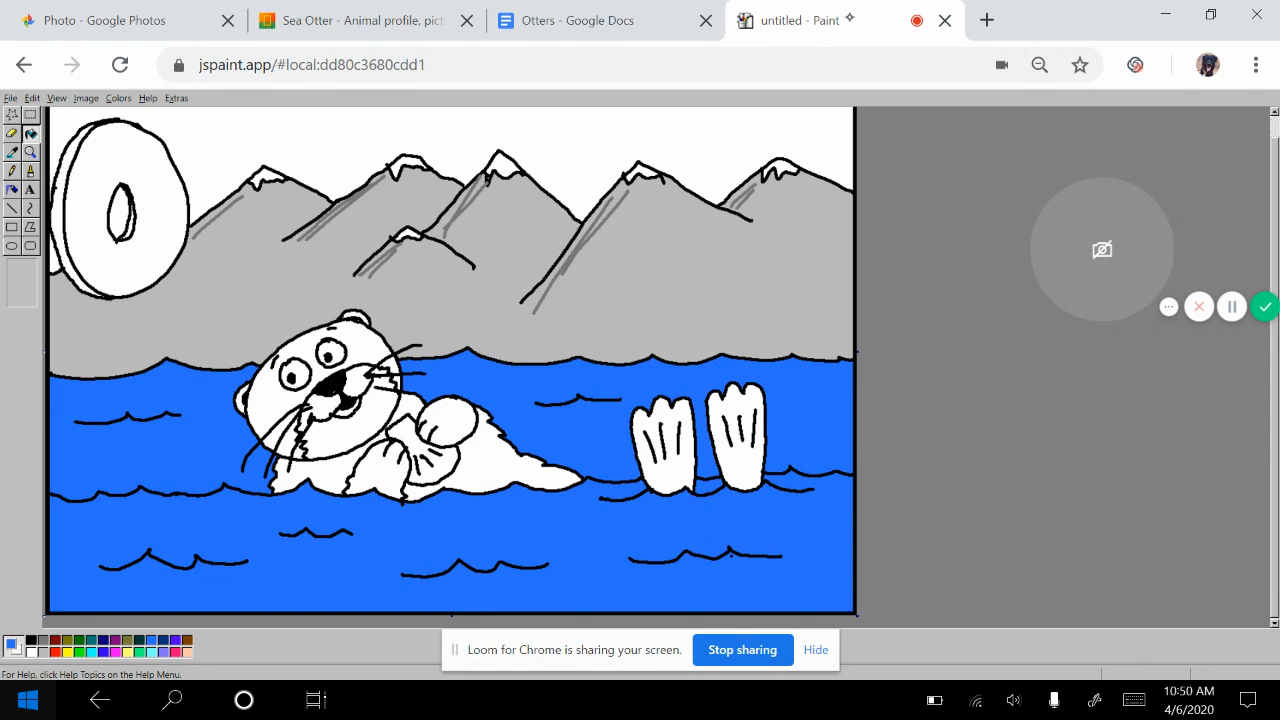 Photo - Google Photos
Sea Otter - Animal profile, pict
Otters - Google Docs
untitled - Paint
jspaint.app/#local:dd80c3680cdd1
File Edit View Image Colors Help Extras
O
A
Loom for Chrome is sharing your screen.
Stop sharing
Hide
For Help, click Help Topics on the Help Menu.
10:50 AM
4/6/2020